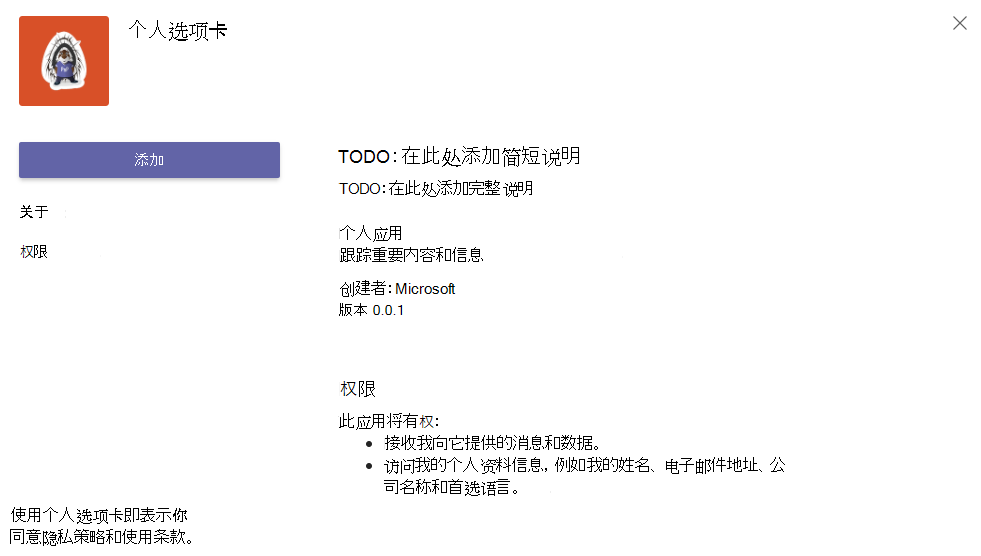 个人选项卡
添加
关于
权限
TODO: 在此处添加简短说明
TODO: 在此处添加完整说明
个人应用
跟踪重要内容和信息
创建者: Microsoft
版本 0.0.1
权限
此应用将有权:
• 接收我向它提供的消息和数据。
• 访问我的个人资料信息, 例如我的姓名、电子邮件地址、公
司名称和首选语言。
使用个人选项卡即表示你
同意隐私策略和使用条款。